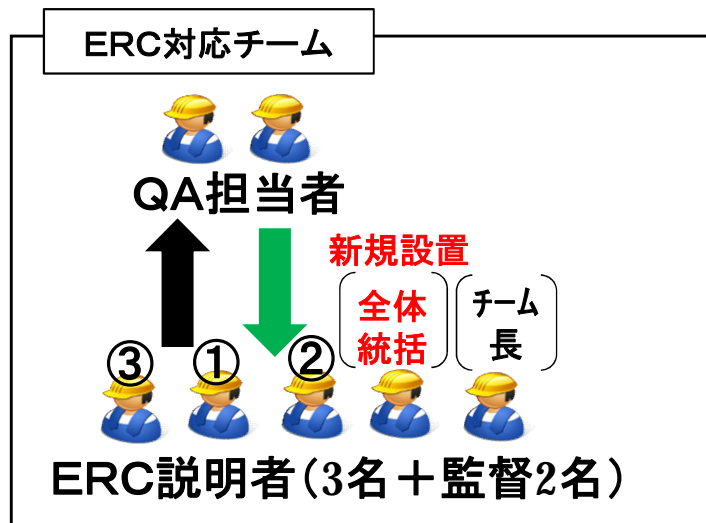 ERC対応チーム
QA担当者
新規設置
全体
統括
チーム
長
③ ① ②
ERC説明者(3名+監督2名)